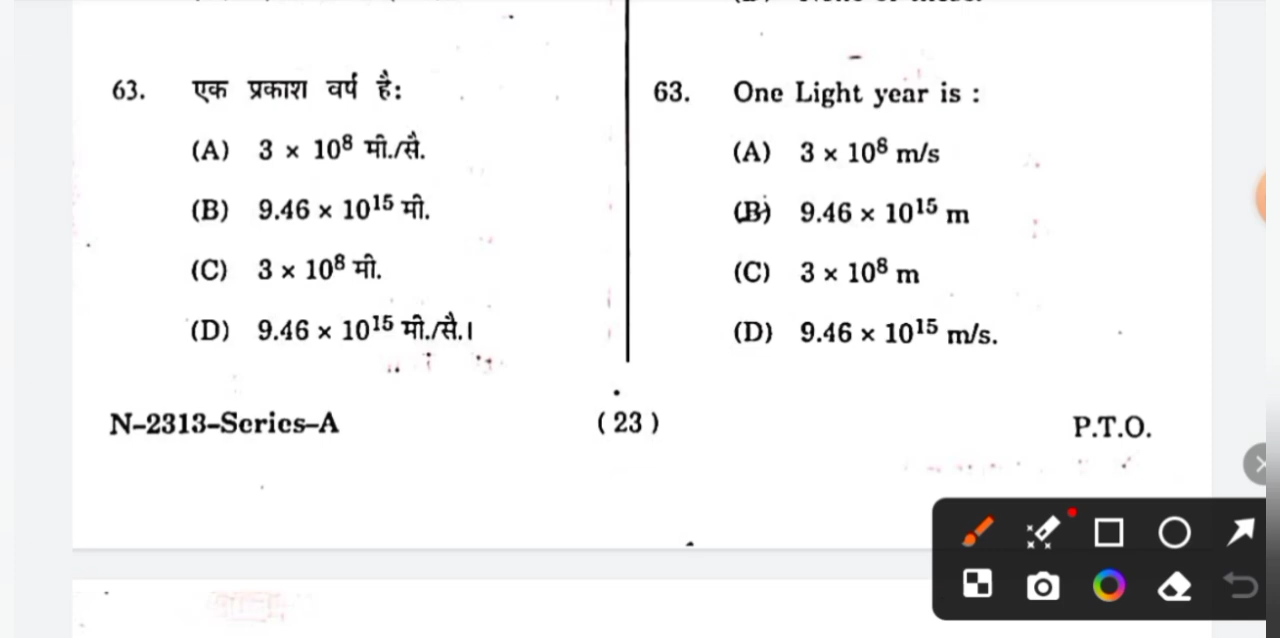 63. एक प्रकाश वर्ष है:
(A) 3 × 10⁸ मी./सै.
(B) 9.46 × 10¹⁵ मी.
(C) 3 × 10⁸ मी.
(D) 9.46 × 10¹⁵ मी./सै.।
63. One Light year is :
(A) 3 × 10⁸ m/s
(B) 9.46 × 10¹⁵ m
(C) 3 × 10⁸ m
(D) 9.46 × 10¹⁵ m/s.
N–2313–Series–A
( 23 )
P.T.O.